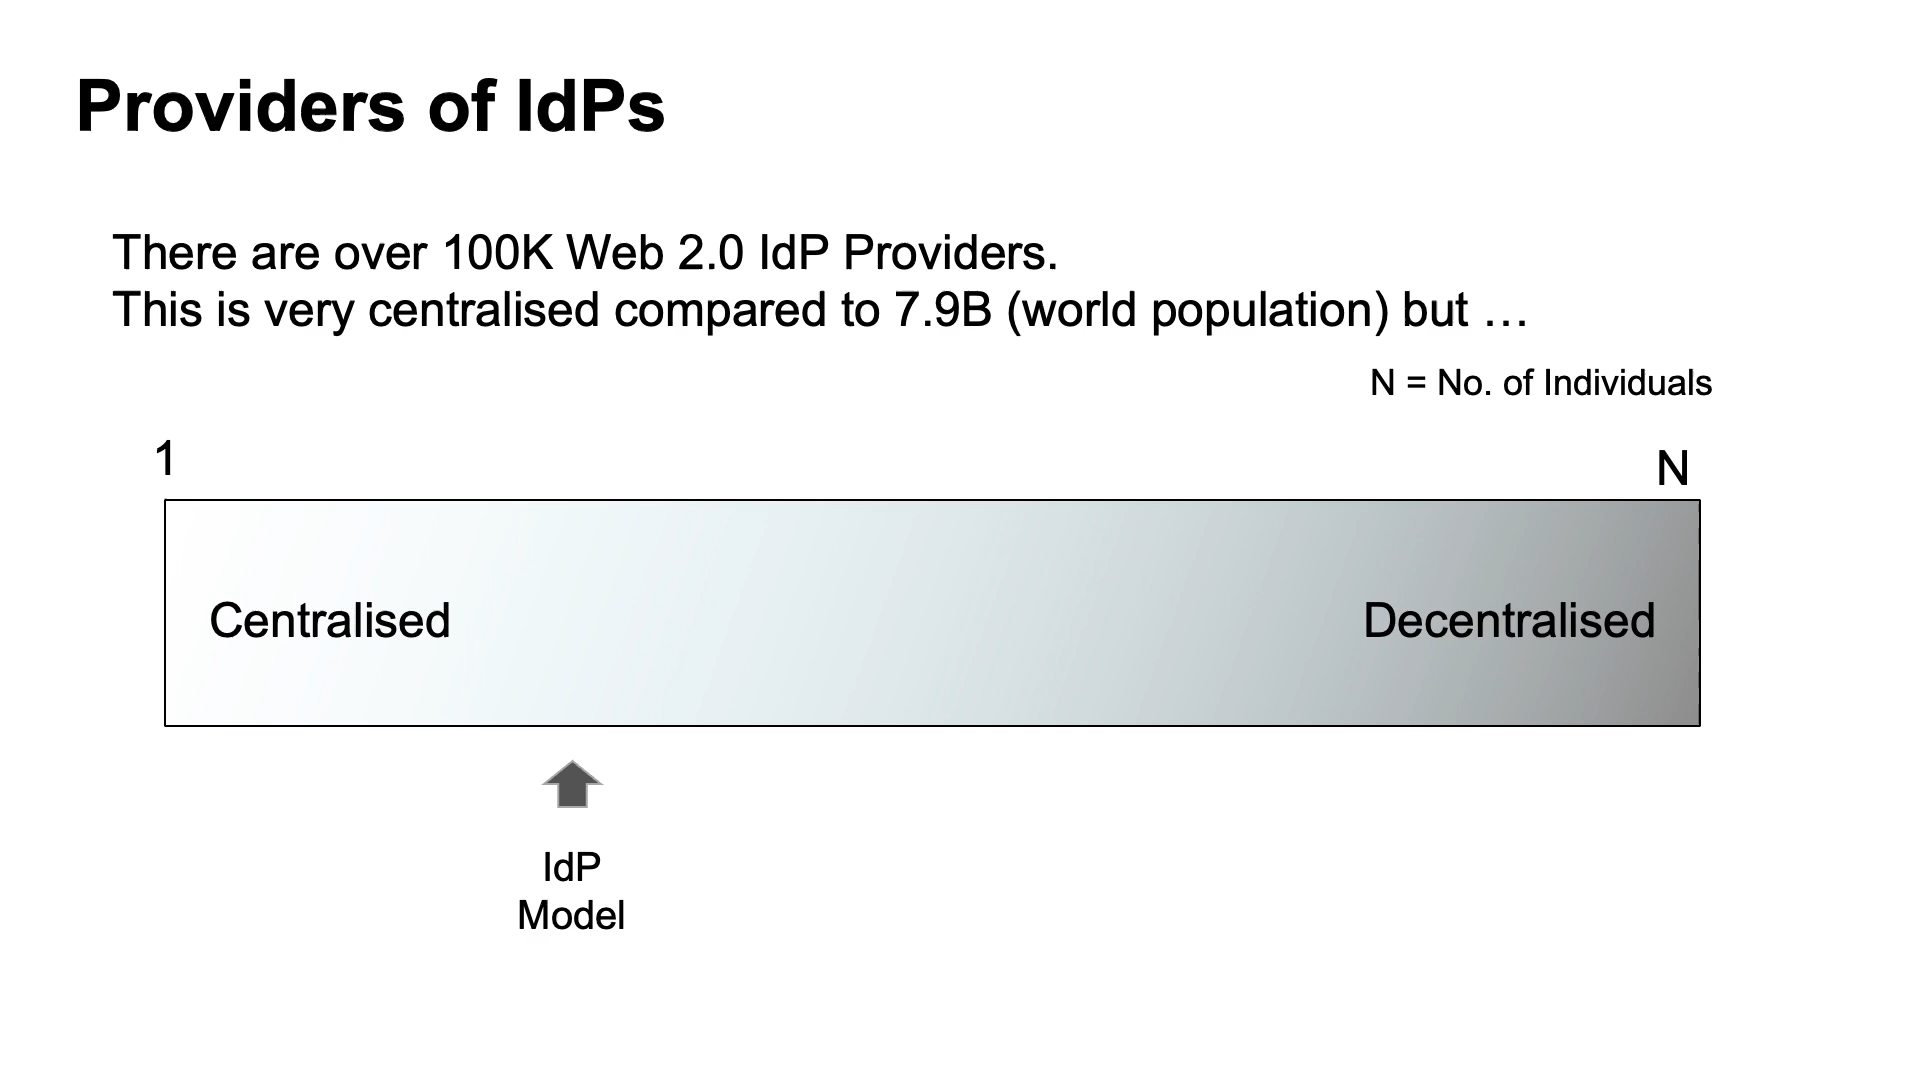 Providers of IdPs
There are over 100K Web 2.0 IdP Providers.
This is very centralised compared to 7.9B (world population) but …
N = No. of Individuals
1
N
Centralised
Decentralised
IdP
Model